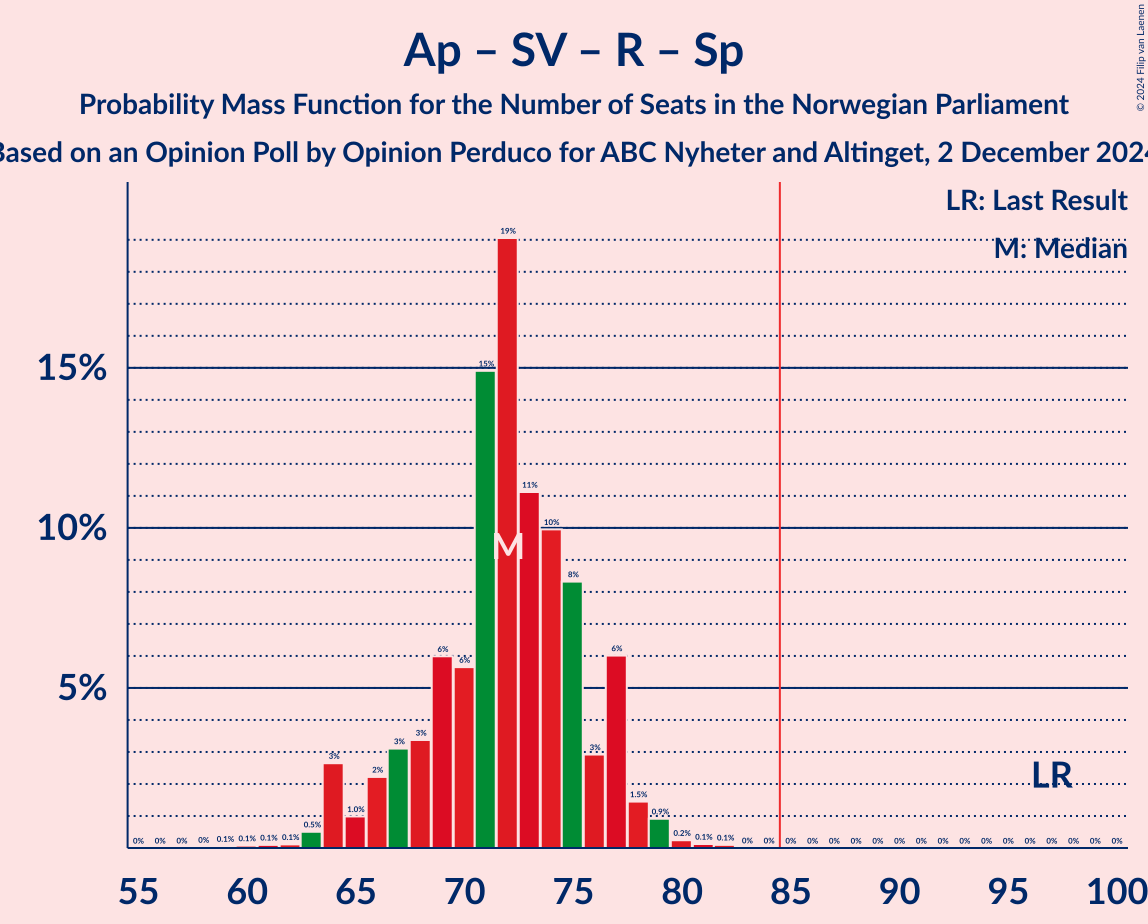 Ap – SV – R – Sp
Probability Mass Function for the Number of Seats in the Norwegian Parliament
Based on an Opinion Poll by Opinion Perduco for ABC Nyheter and Altinget, 2 December 2024
© 2024 Filip van Laenen
LR: Last Result
M: Median
15%
10%
5%
0% 0% 0% 0% 0.1% 0.1% 0.1% 0.1% 0.5% 3% 1.0% 2% 3% 3% 6% 6% 15% 19% 11% 10% 8% 3% 6% 1.5% 0.9% 0.2% 0.1% 0.1% 0% 0% 0% 0% 0% 0% 0% 0% 0% 0% 0% 0% 0% 0% 0% 0% 0% 0%
M
LR
55 60 65 70 75 80 85 90 95 100